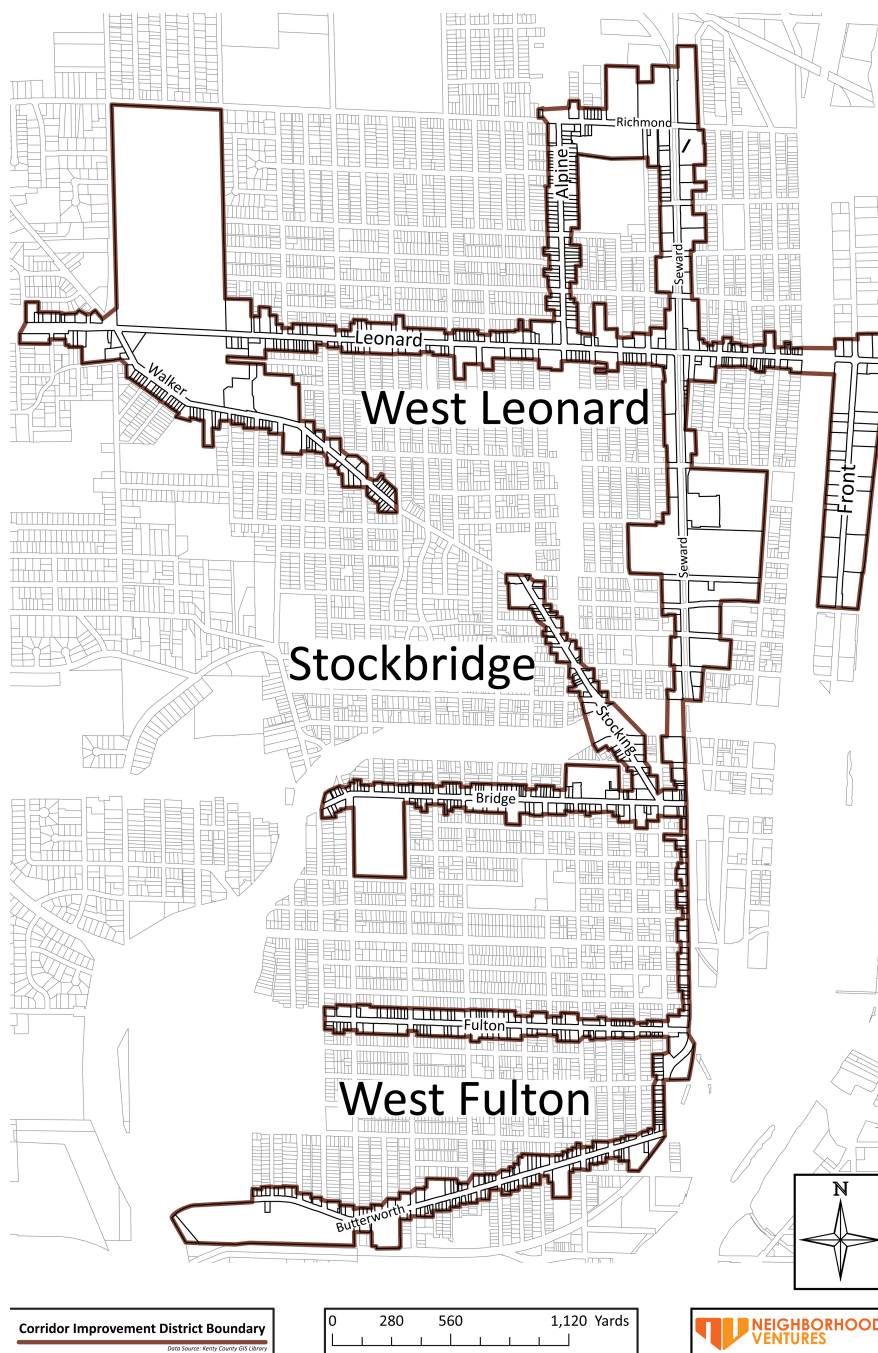 Richmond
Alpine
Seward
Leonard
Walker
West Leonard
Front
Seward
Stockbridge
Stocking
Bridge
Fulton
West Fulton
Butterworth
N
Corridor Improvement District Boundary
Data Source: Kenty County GIS Library
0 280 560 1,120 Yards
NEIGHBORHOOD
VENTURES